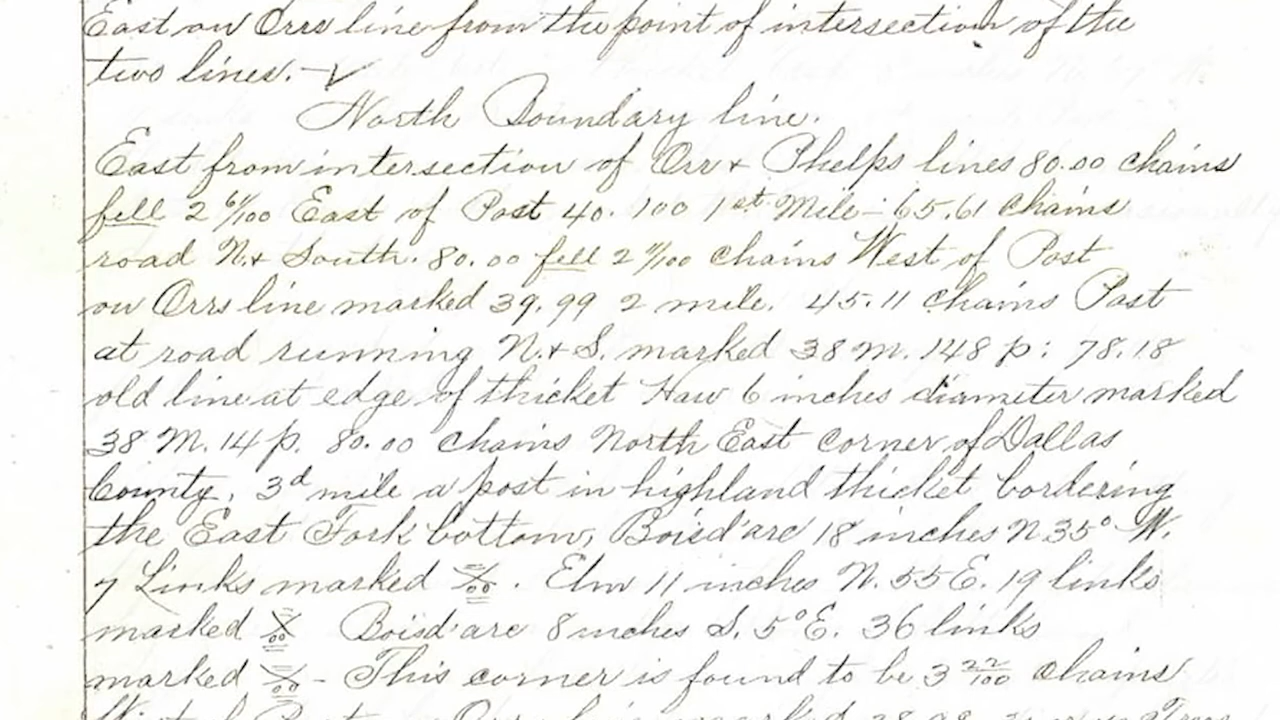 East on Orrs line from the point of intersection of the
two lines. - √
North Boundary line.
East from intersection of Orr & Phelps lines 80.00 chains
fell 2 6/100 East of Post 40. 100 1st Mile - 65.61 chains
road N. & South. 80.00 fell 2 11/100 chains West of Post
on Orrs line marked 39.99 2 mile. 45.11 chains Post
at road running N. & S. marked 38 M. 148 p: 78.18
old line at edge of thicket Haw 6 inches diameter marked
38 M. 14 p. 80.00 chains North East corner of Dallas
County. 3d mile a post in highland thicket bordering
the East Fork bottom, Boisd'arc 18 inches N 35° W.
7 Links marked X. Elm 11 inches N. 55 E. 19 links
marked X Boisd'arc 8 inches S. 5° E. 36 links
marked X - This corner is found to be 3 22/100 chains